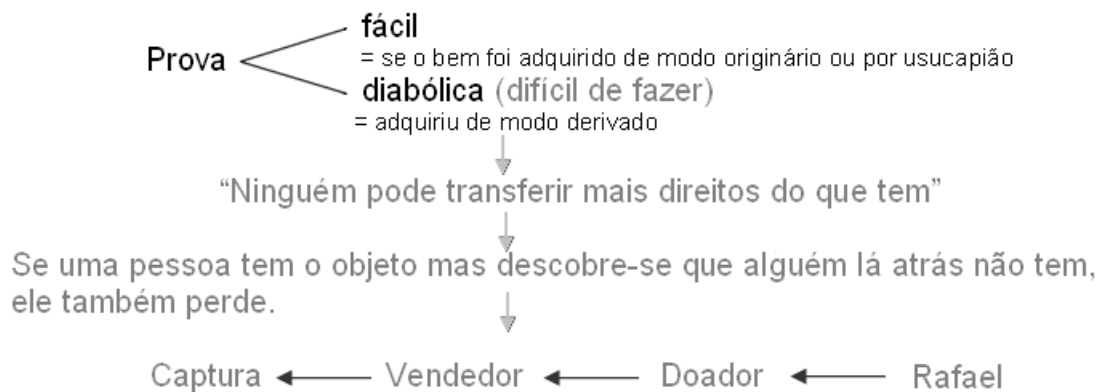 fácil
Prova
= se o bem foi adquirido de modo originário ou por usucapião
diabólica (difícil de fazer)
= adquiriu de modo derivado
“Ninguém pode transferir mais direitos do que tem”
Se uma pessoa tem o objeto mas descobre-se que alguém lá atrás não tem,
ele também perde.
Captura Vendedor Doador Rafael